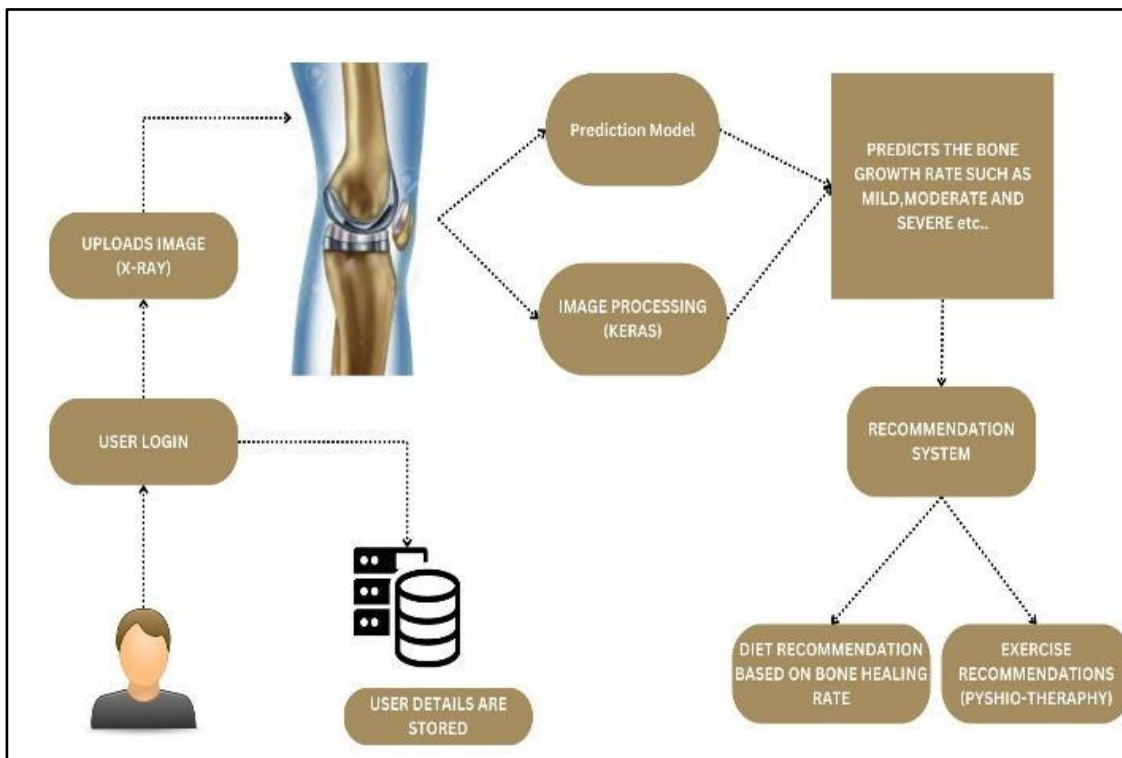 Prediction Model
PREDICTS THE BONE
GROWTH RATE SUCH AS
MILD,MODERATE AND
SEVERE etc..
UPLOADS IMAGE
(X-RAY)
IMAGE PROCESSING
(KERAS)
USER LOGIN
RECOMMENDATION
SYSTEM
DIET RECOMMENDATION
BASED ON BONE HEALING
RATE
EXERCISE
RECOMMENDATIONS
(PYSHIO-THERAPHY)
USER DETAILS ARE
STORED